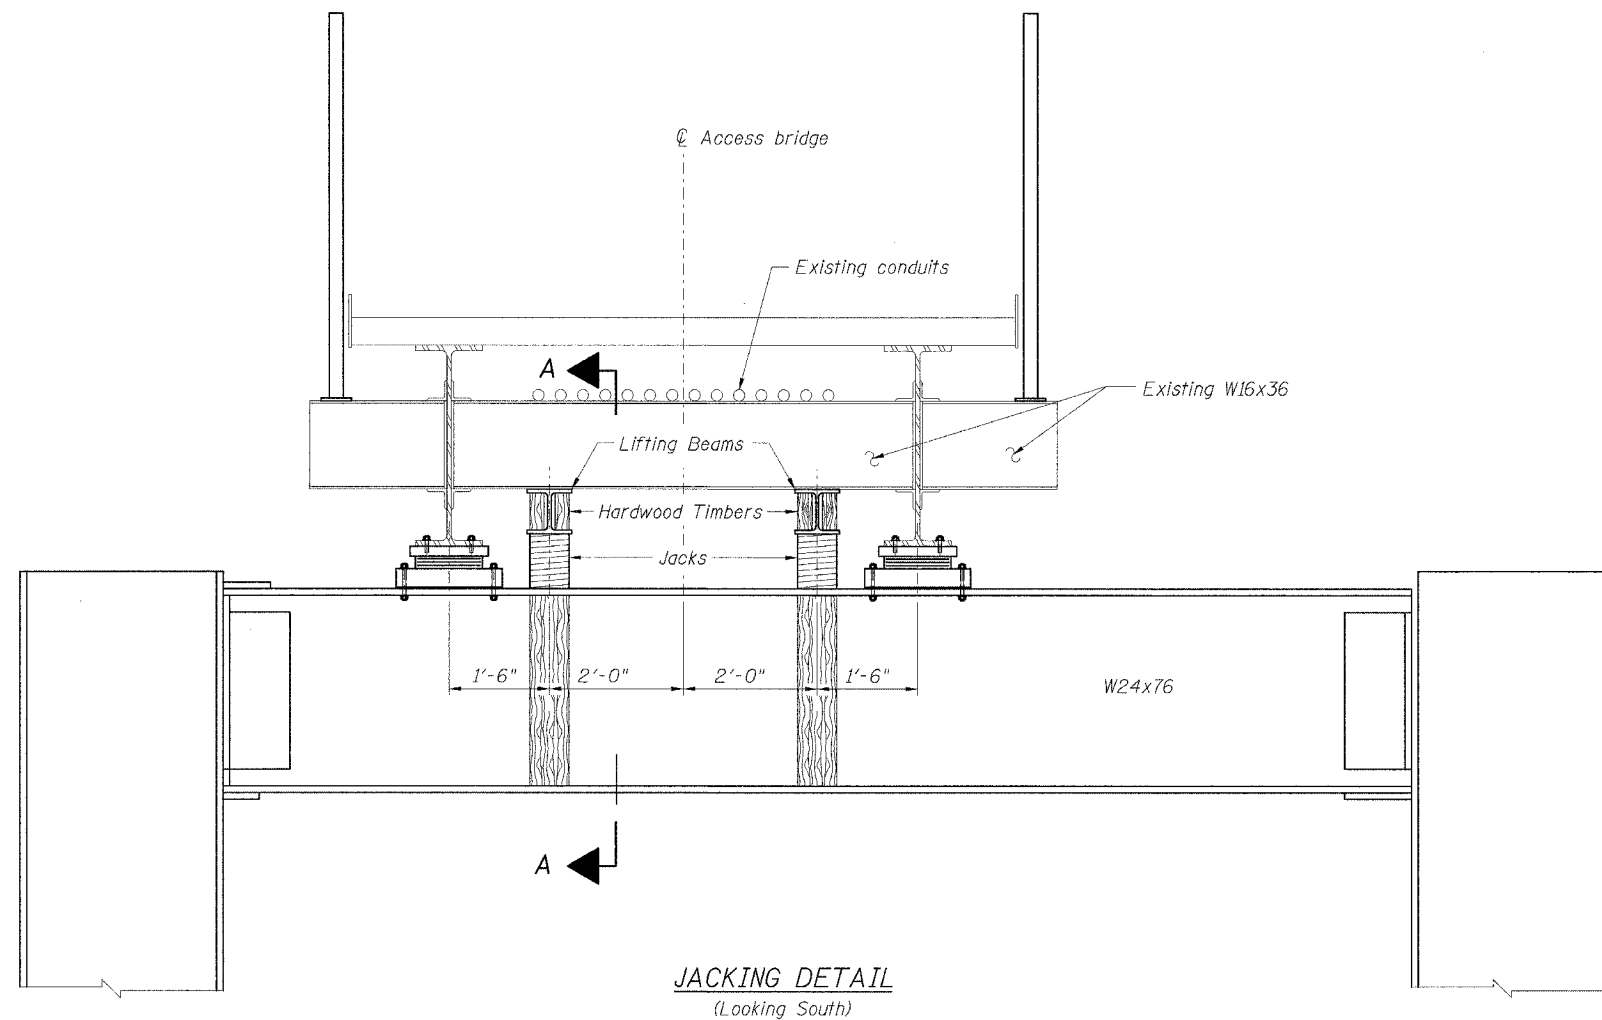 ℄ Access bridge
Existing conduits
A
Existing W16x36
Lifting Beams
Hardwood Timbers
Jacks
1'-6" 2'-0" 2'-0" 1'-6"
W24x76
A
JACKING DETAIL
(Looking South)